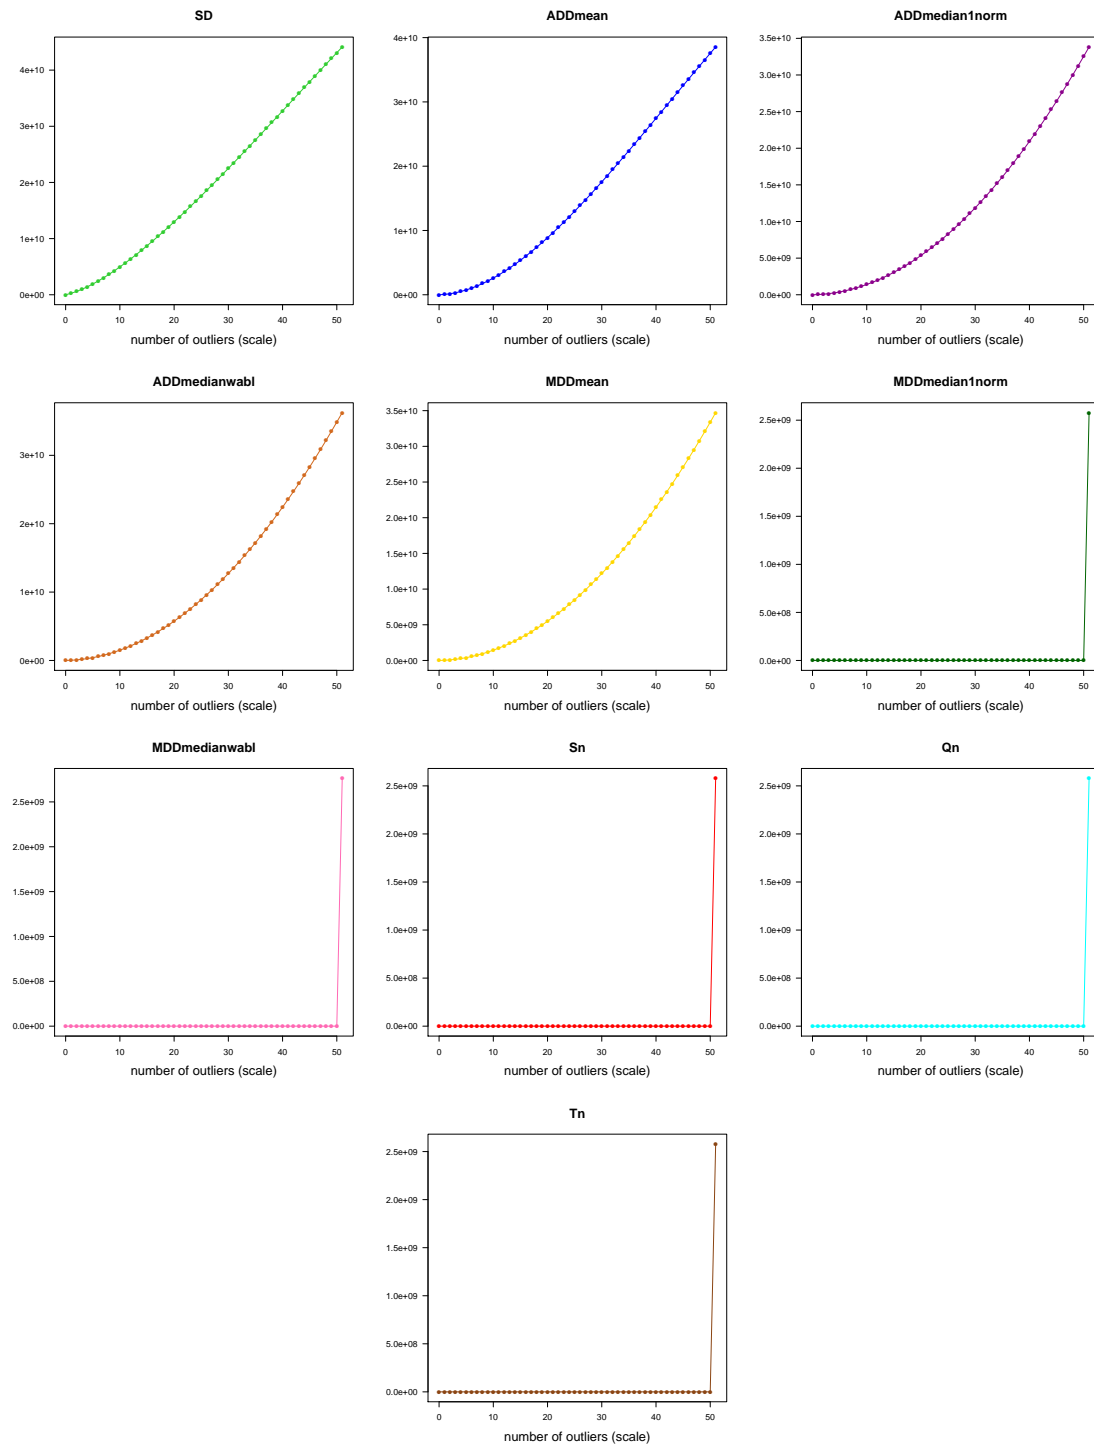 SD
4e+10
3e+10
2e+10
1e+10
0e+00
0 10 20 30 40 50
number of outliers (scale)
ADDmean
4e+10
3e+10
2e+10
1e+10
0e+00
0 10 20 30 40 50
number of outliers (scale)
ADDmedian1norm
3.5e+10
3.0e+10
2.5e+10
2.0e+10
1.5e+10
1.0e+10
5.0e+09
0.0e+00
0 10 20 30 40 50
number of outliers (scale)
ADDmedianwabl
3e+10
2e+10
1e+10
0e+00
0 10 20 30 40 50
number of outliers (scale)
MDDmean
3.5e+10
3.0e+10
2.5e+10
2.0e+10
1.5e+10
1.0e+10
5.0e+09
0.0e+00
0 10 20 30 40 50
number of outliers (scale)
MDDmedian1norm
2.5e+09
2.0e+09
1.5e+09
1.0e+09
5.0e+08
0.0e+00
0 10 20 30 40 50
number of outliers (scale)
MDDmedianwabl
2.5e+09
2.0e+09
1.5e+09
1.0e+09
5.0e+08
0.0e+00
0 10 20 30 40 50
number of outliers (scale)
Sn
2.5e+09
2.0e+09
1.5e+09
1.0e+09
5.0e+08
0.0e+00
0 10 20 30 40 50
number of outliers (scale)
Qn
2.5e+09
2.0e+09
1.5e+09
1.0e+09
5.0e+08
0.0e+00
0 10 20 30 40 50
number of outliers (scale)
Tn
2.5e+09
2.0e+09
1.5e+09
1.0e+09
5.0e+08
0.0e+00
0 10 20 30 40 50
number of outliers (scale)